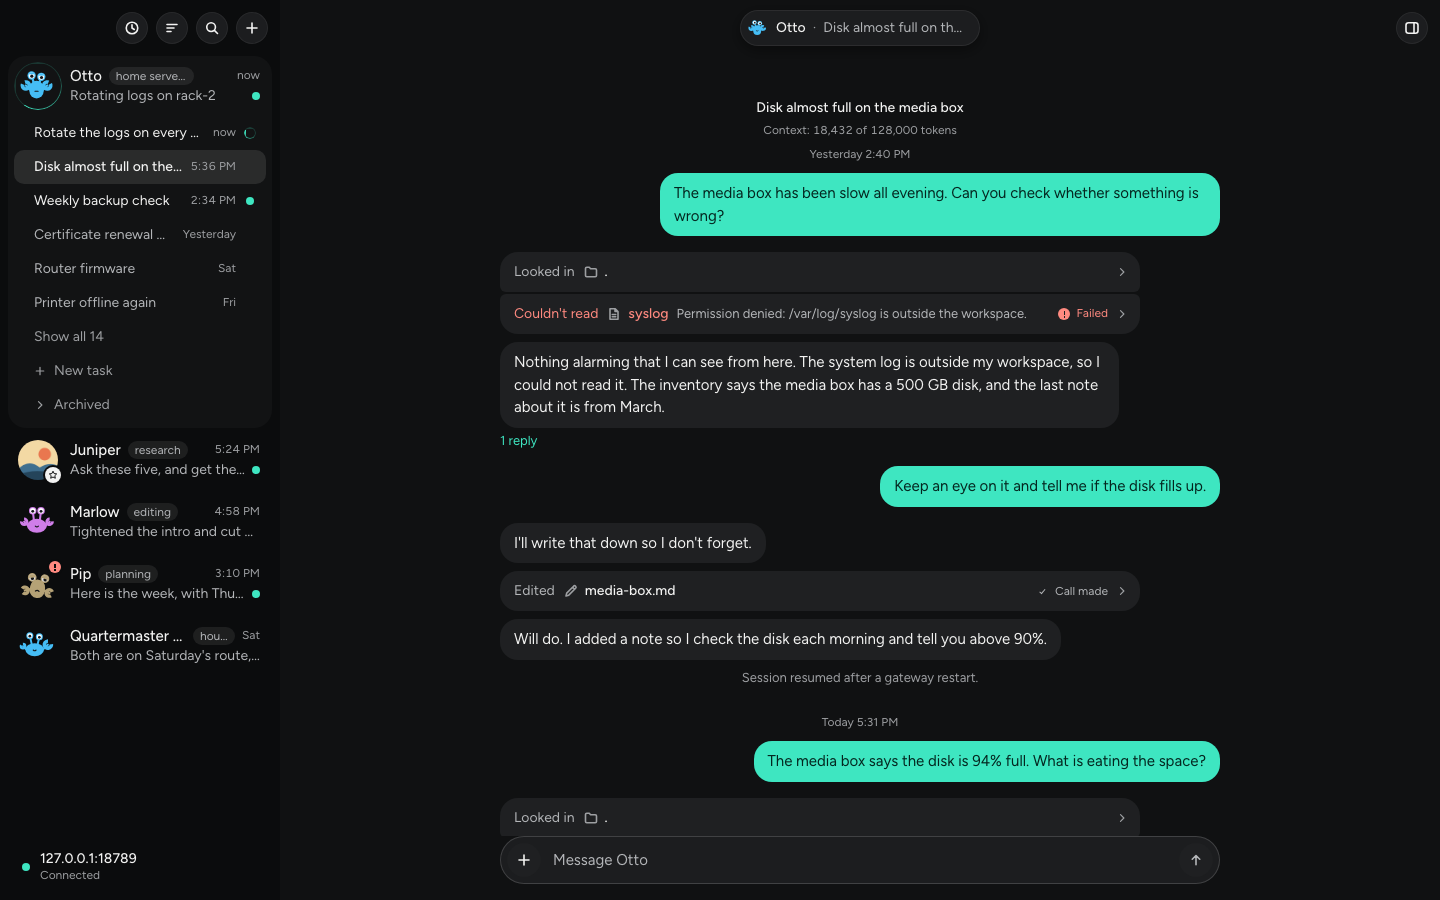 Otto home serve... now
Rotating logs on rack-2
Rotate the logs on every ... now
Disk almost full on the... 5:36 PM
Weekly backup check 2:34 PM
Certificate renewal ... Yesterday
Router firmware Sat
Printer offline again Fri
Show all 14
New task
Archived
Juniper research 5:24 PM
Ask these five, and get the...
Marlow editing 4:58 PM
Tightened the intro and cut ...
Pip planning 3:10 PM
Here is the week, with Thu...
Quartermaster ... hou... Sat
Both are on Saturday's route,...
127.0.0.1:18789
Connected
Otto · Disk almost full on th...
Disk almost full on the media box
Context: 18,432 of 128,000 tokens
Yesterday 2:40 PM
The media box has been slow all evening. Can you check whether something is
wrong?
Looked in .
Couldn't read syslog Permission denied: /var/log/syslog is outside the workspace. Failed
Nothing alarming that I can see from here. The system log is outside my workspace, so I
could not read it. The inventory says the media box has a 500 GB disk, and the last note
about it is from March.
1 reply
Keep an eye on it and tell me if the disk fills up.
I'll write that down so I don't forget.
Edited media-box.md Call made
Will do. I added a note so I check the disk each morning and tell you above 90%.
Session resumed after a gateway restart.
Today 5:31 PM
The media box says the disk is 94% full. What is eating the space?
Looked in .
Message Otto